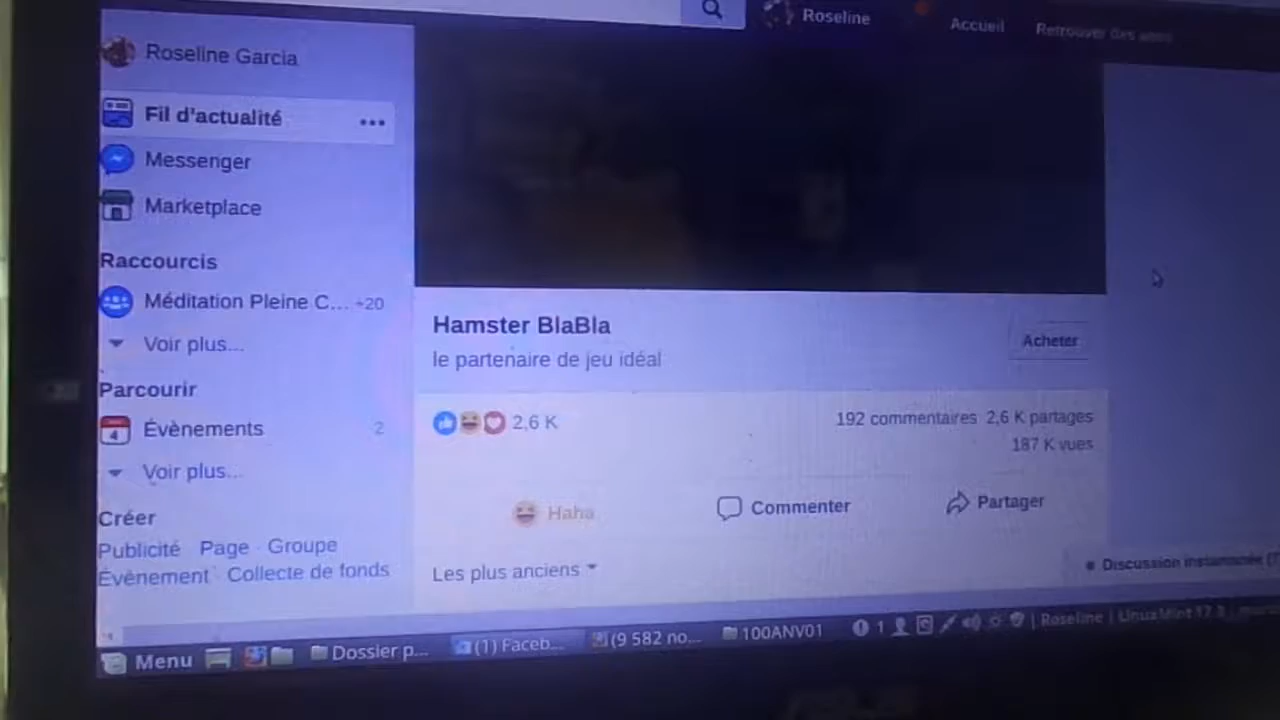 Roseline
Accueil
Retrouver des amis
Roseline Garcia
Fil d'actualité
Messenger
Marketplace
Raccourcis
Méditation Pleine C... +20
Voir plus...
Parcourir
Évènements 2
Voir plus...
Créer
Publicité · Page · Groupe
Évènement · Collecte de fonds
Hamster BlaBla
le partenaire de jeu idéal
Acheter
2,6 K
192 commentaires 2,6 K partages
187 K vues
Haha
Commenter
Partager
Les plus anciens
Discussion instantanée
Menu
Dossier p...
(1) Faceb...
(9 582 no...
100ANV01
1
| Roseline | LinuxMint 17.3 |